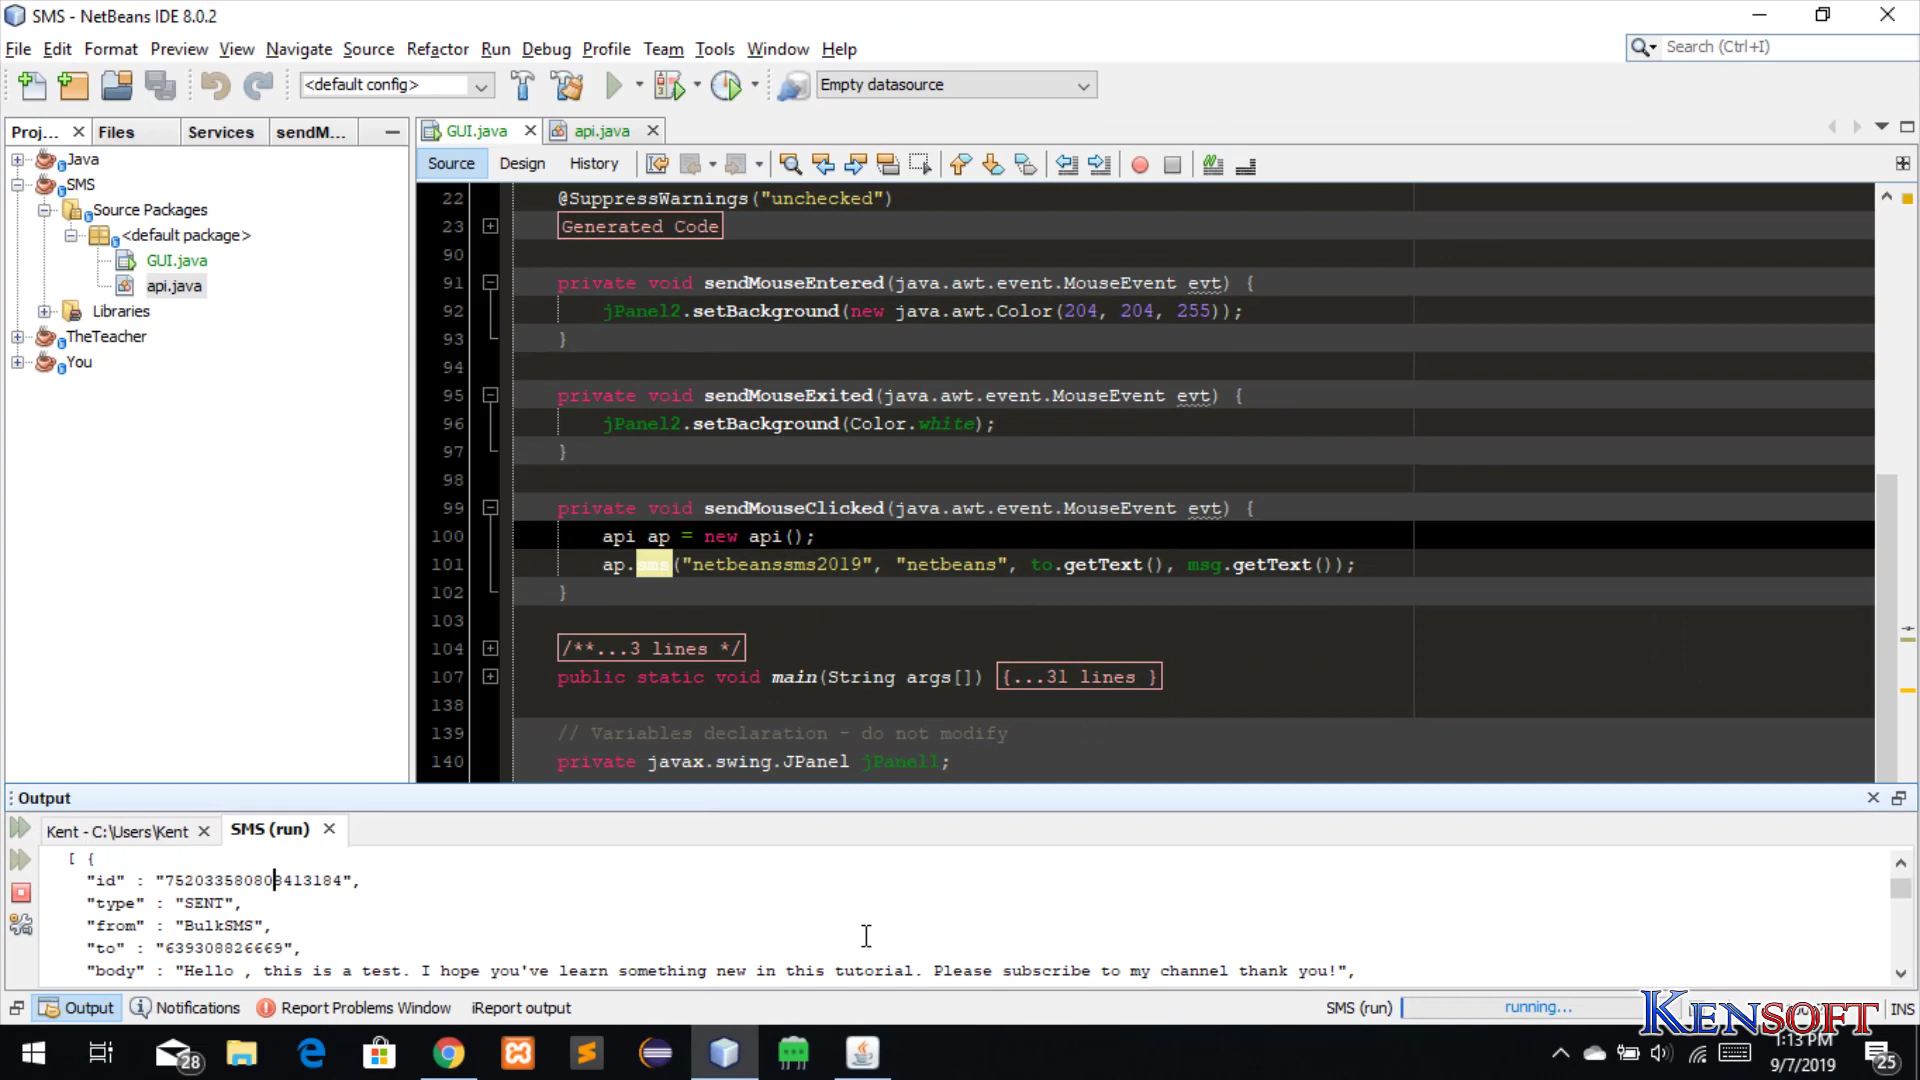 SMS - NetBeans IDE 8.0.2
File Edit Format Preview View Navigate Source Refactor Run Debug Profile Team Tools Window Help
Search (Ctrl+I)
<default config>
Empty datasource
Proj... Files Services sendM...
GUI.java api.java
Source Design History
Java
SMS
Source Packages
<default package>
GUI.java
api.java
Libraries
TheTeacher
You
22 @SuppressWarnings("unchecked")
23 Generated Code
90
91 private void sendMouseEntered(java.awt.event.MouseEvent evt) {
92 jPanel2.setBackground(new java.awt.Color(204, 204, 255));
93 }
94
95 private void sendMouseExited(java.awt.event.MouseEvent evt) {
96 jPanel2.setBackground(Color.white);
97 }
98
99 private void sendMouseClicked(java.awt.event.MouseEvent evt) {
100 api ap = new api();
101 ap.sms("netbeanssms2019", "netbeans", to.getText(), msg.getText());
102 }
103
104 /**...3 lines */
107 public static void main(String args[]) {...31 lines }
138
139 // Variables declaration - do not modify
140 private javax.swing.JPanel jPanel1;
Output
Kent - C:\Users\Kent SMS (run)
[ {
"id" : "752033580808413184",
"type" : "SENT",
"from" : "BulkSMS",
"to" : "639308826669",
"body" : "Hello , this is a test. I hope you've learn something new in this tutorial. Please subscribe to my channel thank you!",
Output Notifications Report Problems Window iReport output
SMS (run) running... INS
KENSOFT
28
1:13 PM
9/7/2019
25